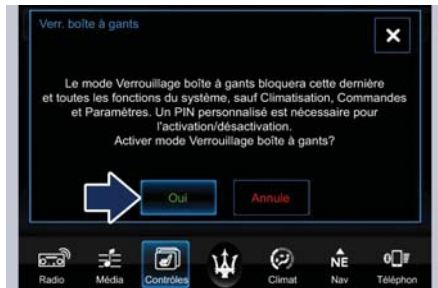 Verr. boîte à gants
Le mode Verrouillage boîte à gants bloquera cette dernière
et toutes les fonctions du système, sauf Climatisation, Commandes
et Paramètres. Un PIN personnalisé est nécessaire pour
l'activation/désactivation.
Activer mode Verrouillage boîte à gants?
Oui Annule
NE
Radio Média Contrôles Climat Nav Téléphon